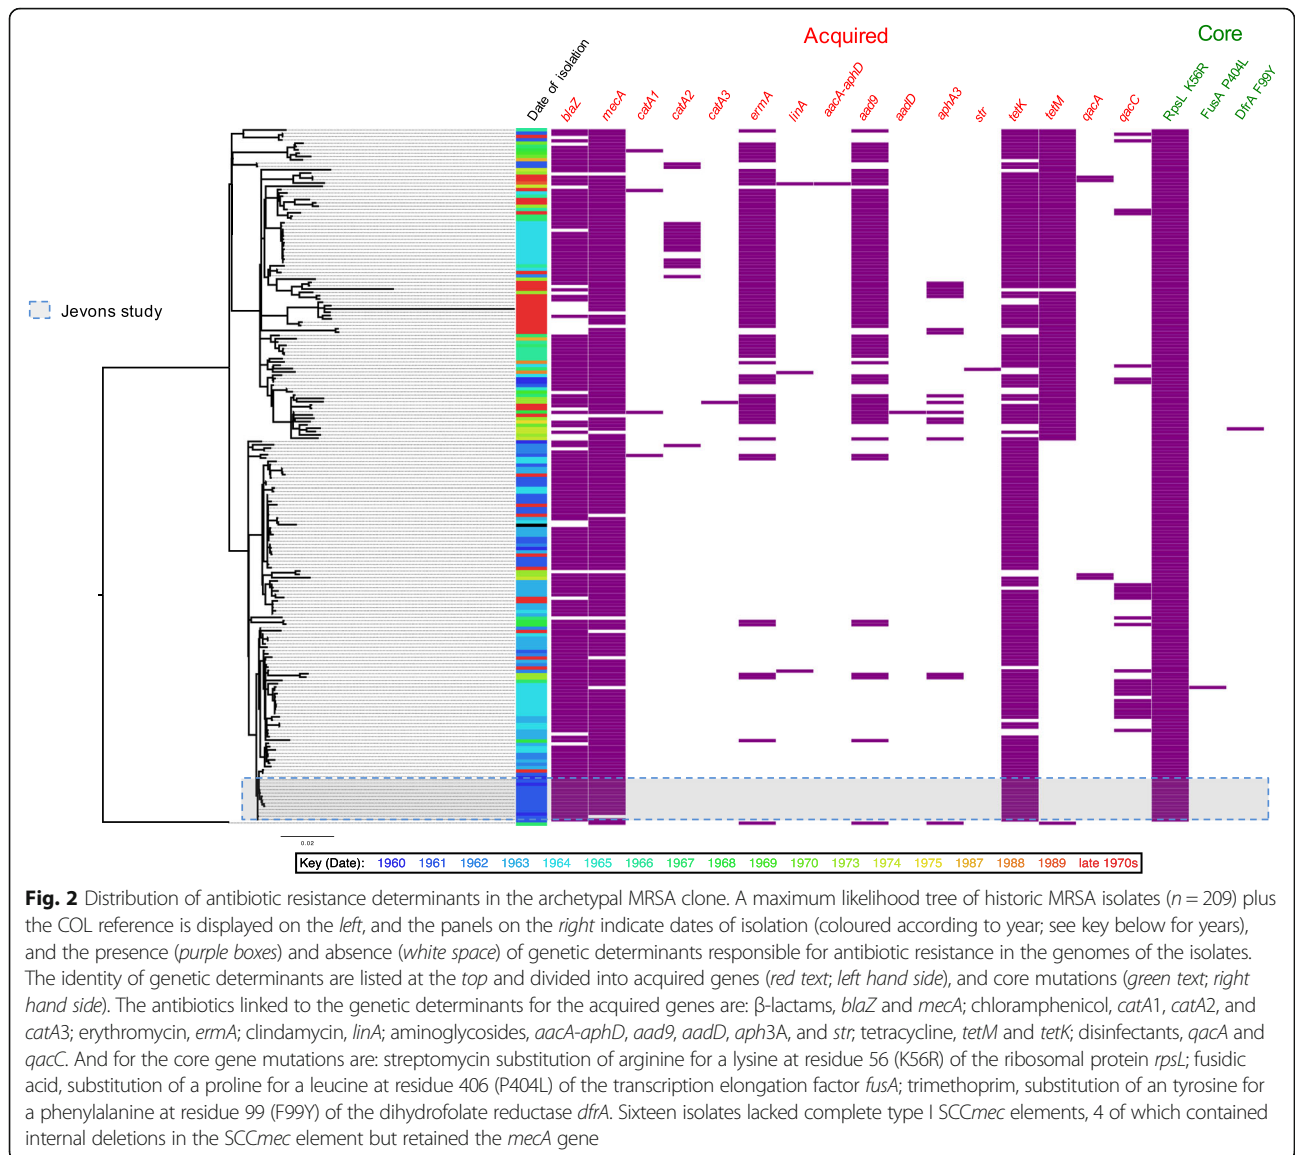 Acquired
Core
Date of isolation
blaZ
mecA
catA1
catA2
catA3
ermA
linA
aacA-aphD
aad9
aadD
aphA3
str
tetK
tetM
qacA
qacC
RpsL K56R
FusA P404L
DfrA F99Y
Jevons study
0.02
Key (Date): 1960 1961 1962 1963 1964 1965 1966 1967 1968 1969 1970 1973 1974 1975 1987 1988 1989 late 1970s
Fig. 2 Distribution of antibiotic resistance determinants in the archetypal MRSA clone. A maximum likelihood tree of historic MRSA isolates (n = 209) plus
the COL reference is displayed on the left, and the panels on the right indicate dates of isolation (coloured according to year; see key below for years),
and the presence (purple boxes) and absence (white space) of genetic determinants responsible for antibiotic resistance in the genomes of the isolates.
The identity of genetic determinants are listed at the top and divided into acquired genes (red text; left hand side), and core mutations (green text; right
hand side). The antibiotics linked to the genetic determinants for the acquired genes are: β-lactams, blaZ and mecA; chloramphenicol, catA1, catA2, and
catA3; erythromycin, ermA; clindamycin, linA; aminoglycosides, aacA-aphD, aad9, aadD, aph3A, and str; tetracycline, tetM and tetK; disinfectants, qacA and
qacC. And for the core gene mutations are: streptomycin substitution of arginine for a lysine at residue 56 (K56R) of the ribosomal protein rpsL; fusidic
acid, substitution of a proline for a leucine at residue 406 (P404L) of the transcription elongation factor fusA; trimethoprim, substitution of an tyrosine for
a phenylalanine at residue 99 (F99Y) of the dihydrofolate reductase dfrA. Sixteen isolates lacked complete type I SCCmec elements, 4 of which contained
internal deletions in the SCCmec element but retained the mecA gene